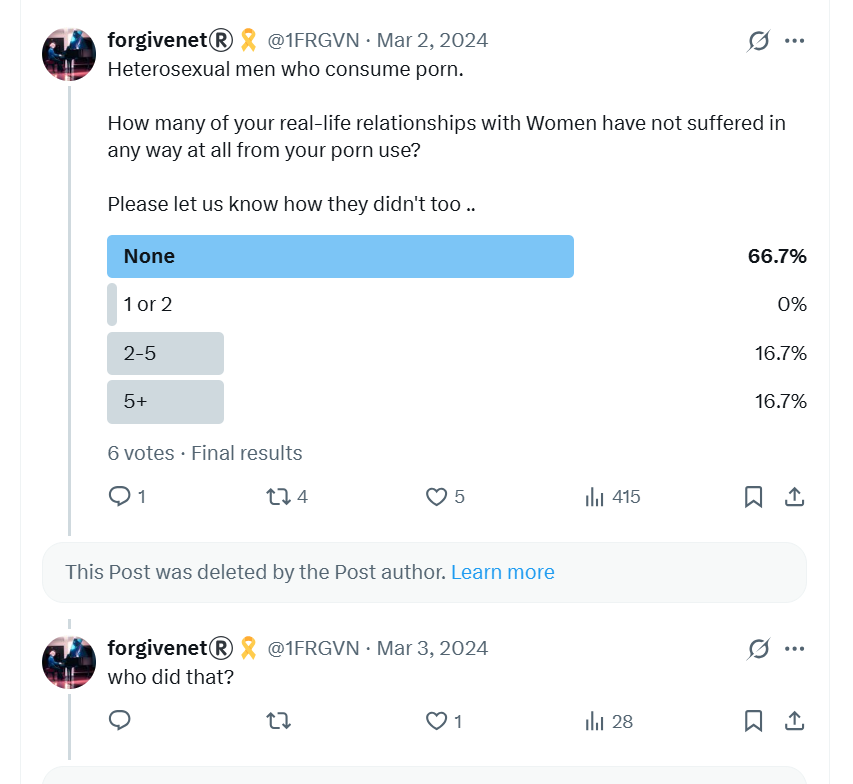 forgivenet®🎗 @1FRGVN · Mar 2, 2024
Heterosexual men who consume porn.
How many of your real-life relationships with Women have not suffered in
any way at all from your porn use?
Please let us know how they didn't too ..
None 66.7%
1 or 2 0%
2-5 16.7%
5+ 16.7%
6 votes · Final results
1 4 5 415
This Post was deleted by the Post author. Learn more
forgivenet®🎗 @1FRGVN · Mar 3, 2024
who did that?
1 28